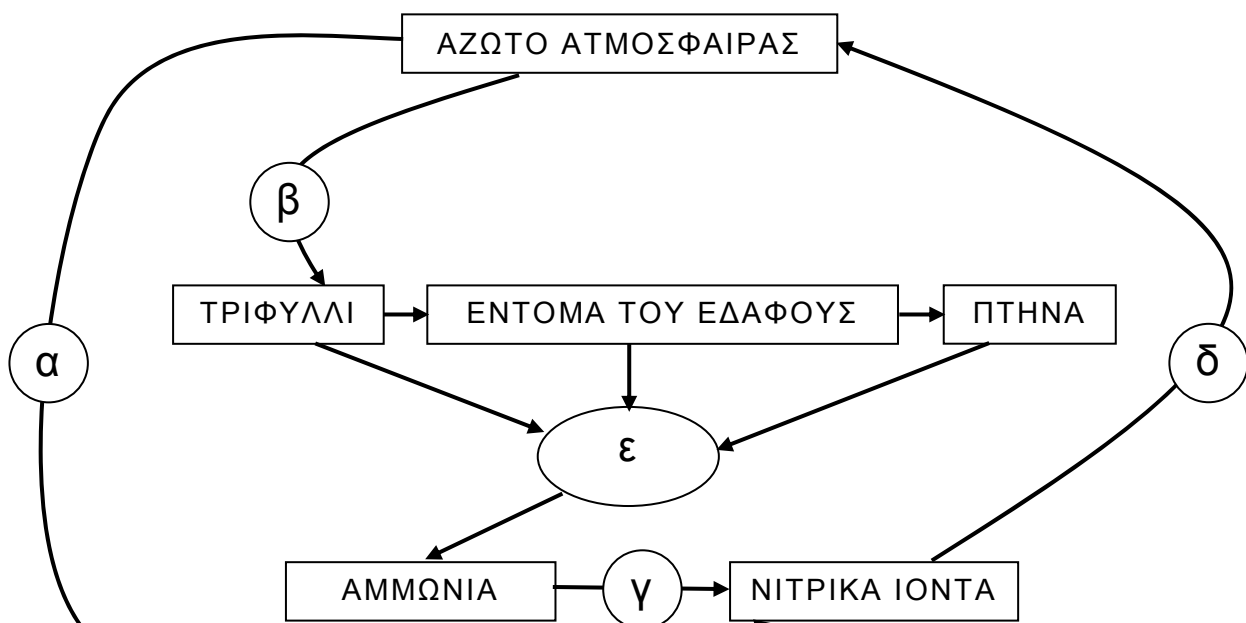 ΑΖΩΤΟ ΑΤΜΟΣΦΑΙΡΑΣ
β
ΤΡΙΦΥΛΛΙ ΕΝΤΟΜΑ ΤΟΥ ΕΔΑΦΟΥΣ ΠΤΗΝΑ
α
δ
ε
ΑΜΜΩΝΙΑ γ ΝΙΤΡΙΚΑ ΙΟΝΤΑ